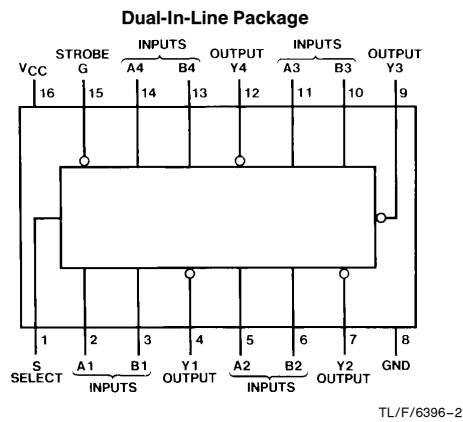 Dual-In-Line Package
STROBE INPUTS OUTPUT INPUTS OUTPUT
VCC G A4 B4 Y4 A3 B3 Y3
16 15 14 13 12 11 10 9
1 2 3 4 5 6 7 8
S A1 B1 Y1 A2 B2 Y2 GND
SELECT INPUTS OUTPUT INPUTS OUTPUT
TL/F/6396–2